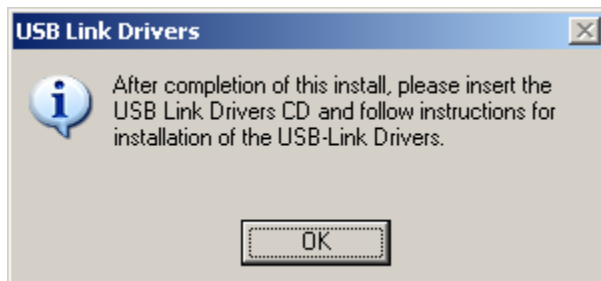 USB Link Drivers
After completion of this install, please insert the
USB Link Drivers CD and follow instructions for
installation of the USB-Link Drivers.
OK